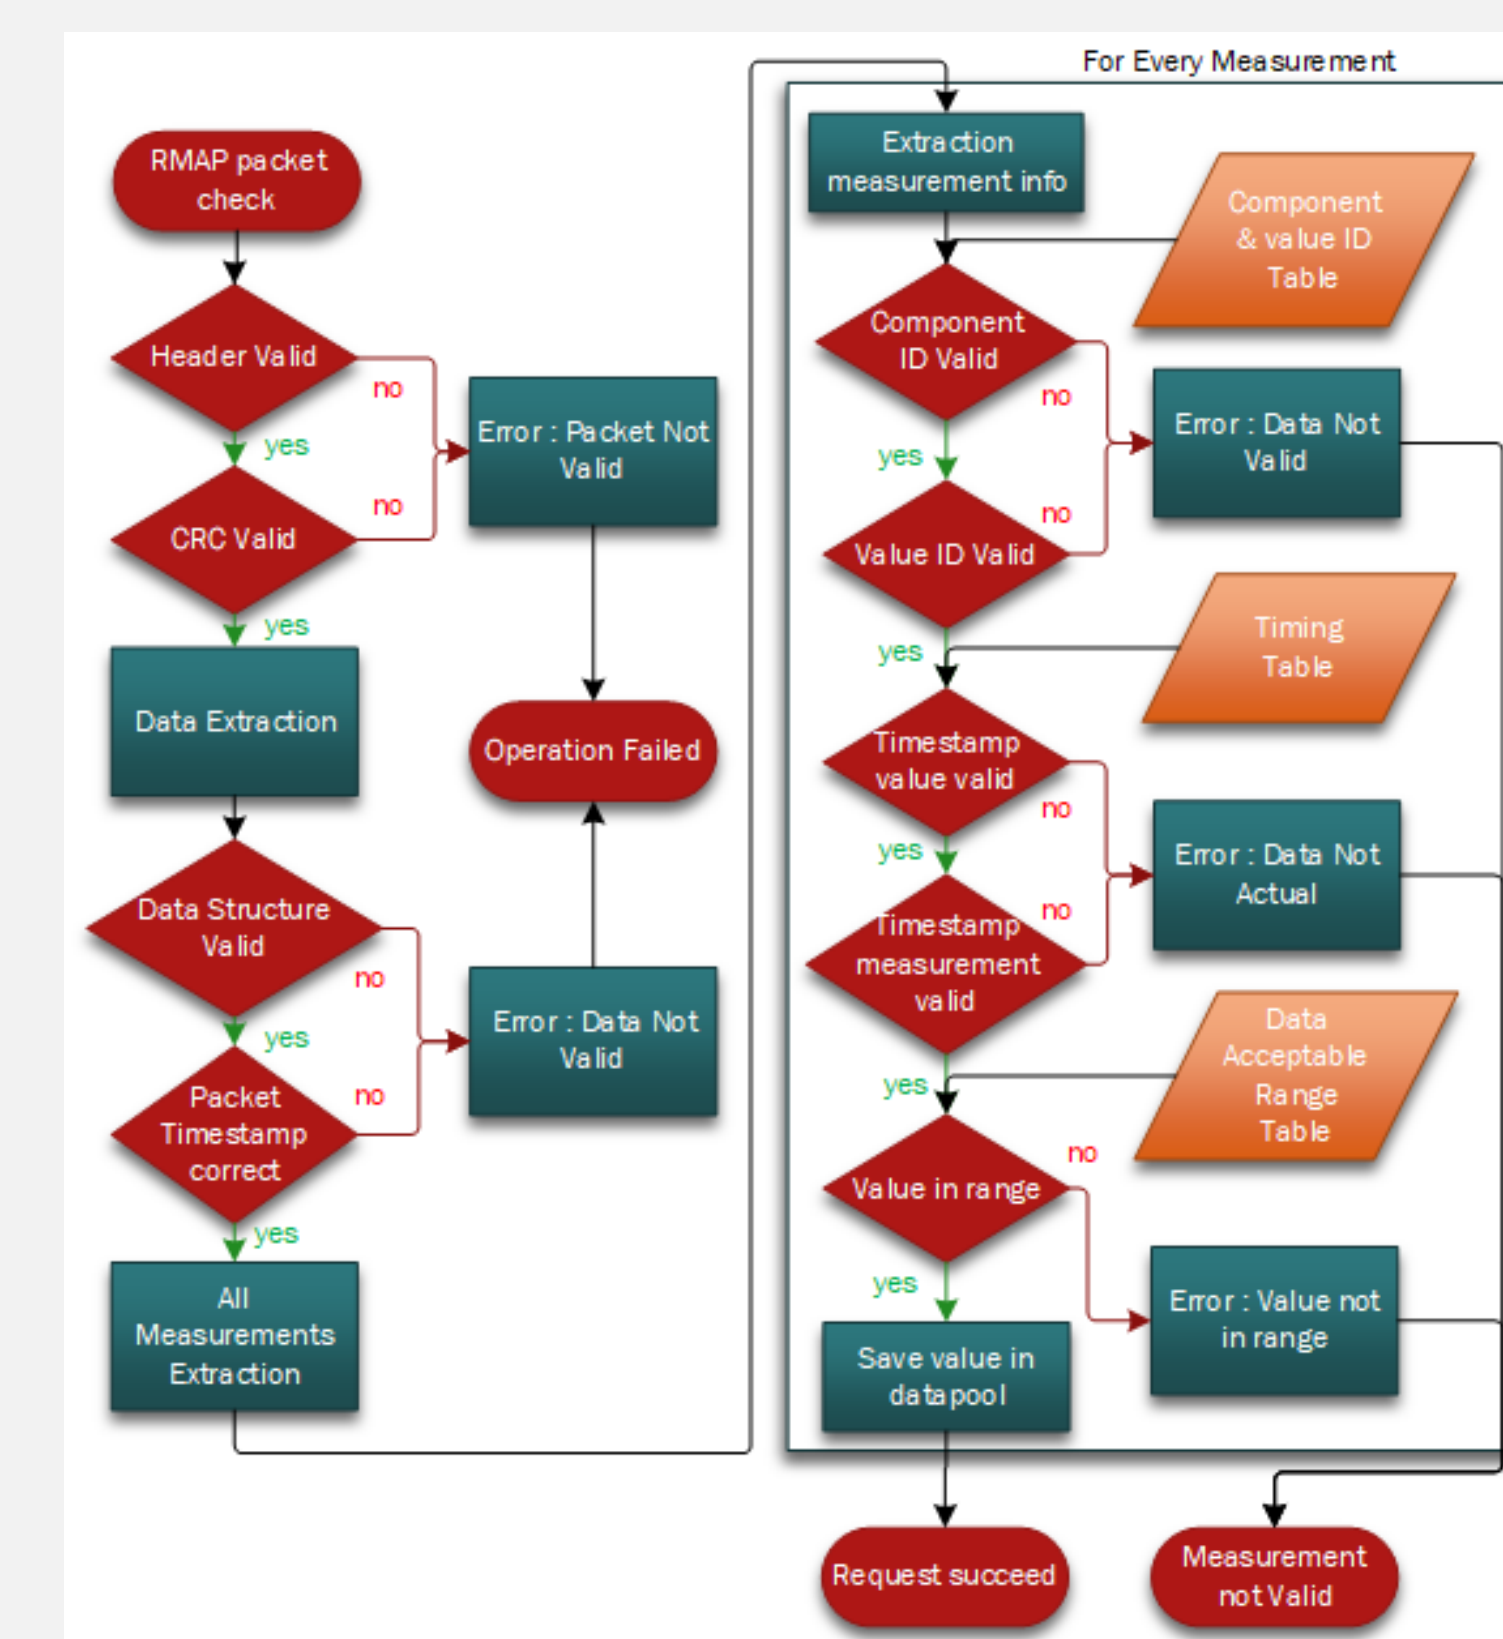 RMAP packet
check
Header Valid
no
yes
Error : Packet Not
Valid
CRC Valid
no
yes
Data Extraction
Operation Failed
Data Structure
Valid
no
yes
Error : Data Not
Valid
Packet
Timestamp
correct
no
yes
All
Measurements
Extraction
For Every Measurement
Extraction
measurement info
Component
& value ID
Table
Component
ID Valid
no
yes
Error : Data Not
Valid
Value ID Valid
no
yes
Timing
Table
Timestamp
value valid
no
yes
Error : Data Not
Actual
Timestamp
measurement
valid
no
yes
Data
Acceptable
Range
Table
Value in range
no
yes
Error : Value not
in range
Save value in
datapool
Request succeed
Measurement
not Valid